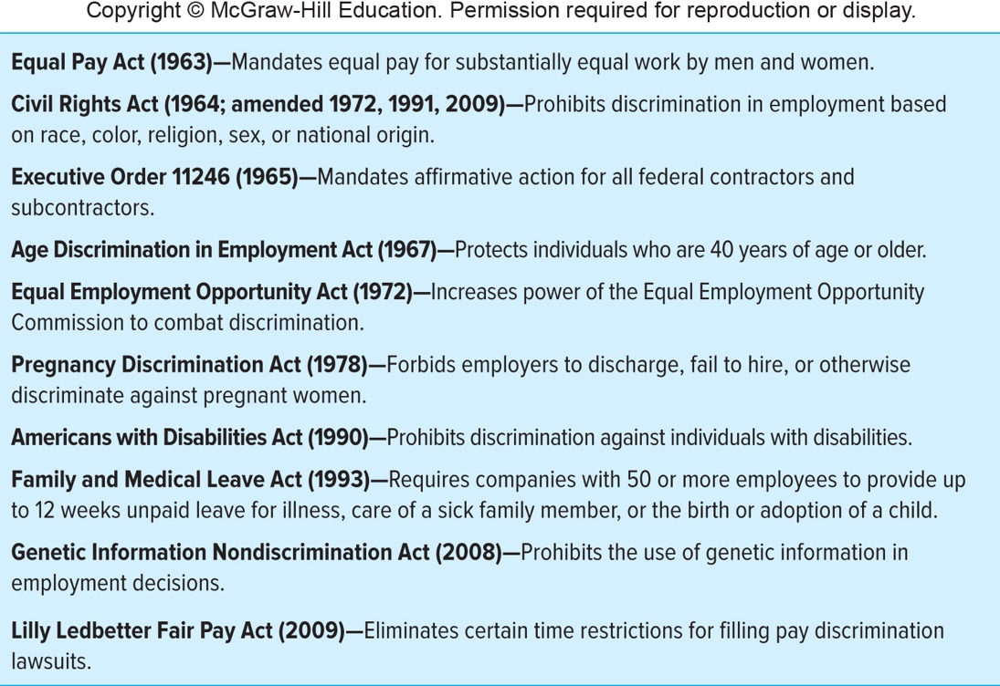 Copyright © McGraw-Hill Education. Permission required for reproduction or display.
Equal Pay Act (1963)—Mandates equal pay for substantially equal work by men and women.
Civil Rights Act (1964; amended 1972, 1991, 2009)—Prohibits discrimination in employment based
on race, color, religion, sex, or national origin.
Executive Order 11246 (1965)—Mandates affirmative action for all federal contractors and
subcontractors.
Age Discrimination in Employment Act (1967)—Protects individuals who are 40 years of age or older.
Equal Employment Opportunity Act (1972)—Increases power of the Equal Employment Opportunity
Commission to combat discrimination.
Pregnancy Discrimination Act (1978)—Forbids employers to discharge, fail to hire, or otherwise
discriminate against pregnant women.
Americans with Disabilities Act (1990)—Prohibits discrimination against individuals with disabilities.
Family and Medical Leave Act (1993)—Requires companies with 50 or more employees to provide up
to 12 weeks unpaid leave for illness, care of a sick family member, or the birth or adoption of a child.
Genetic Information Nondiscrimination Act (2008)—Prohibits the use of genetic information in
employment decisions.
Lilly Ledbetter Fair Pay Act (2009)—Eliminates certain time restrictions for filling pay discrimination
lawsuits.